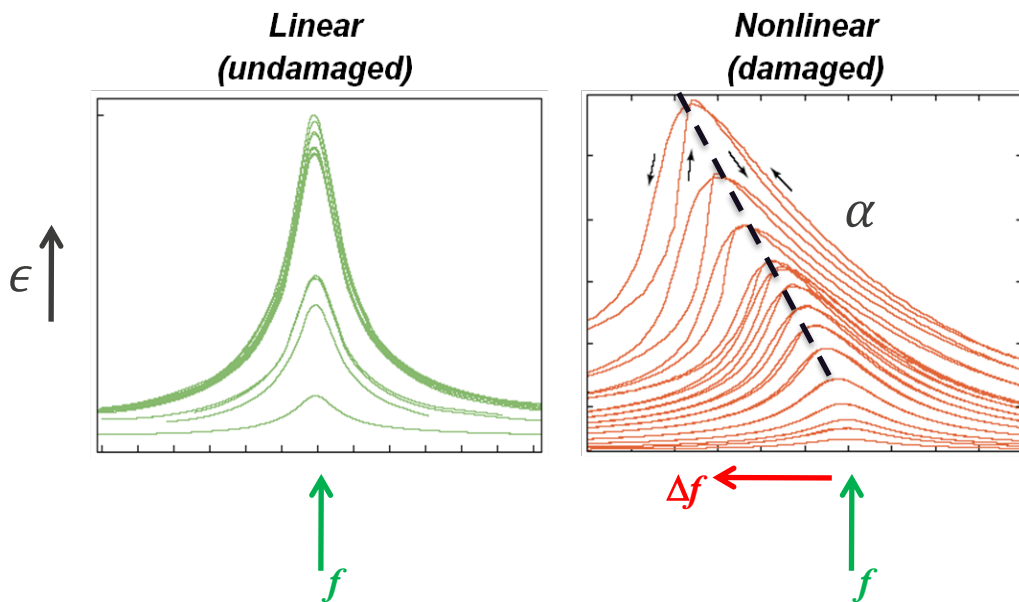 Linear
(undamaged)
Nonlinear
(damaged)
ϵ
α
Δf
f
f